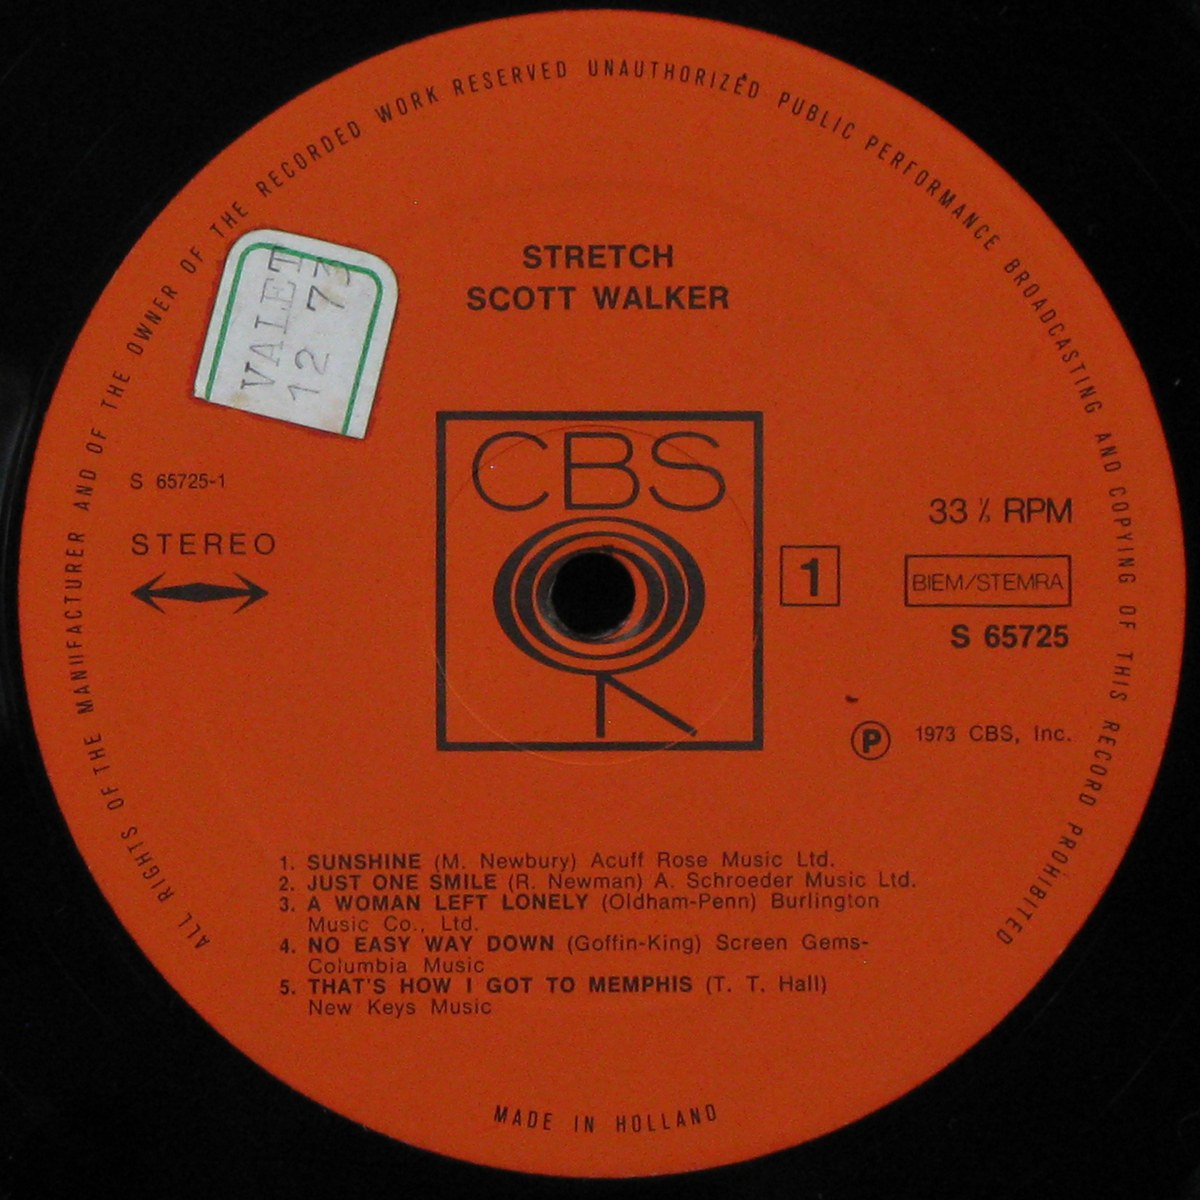 ALL RIGHTS OF THE MANUFACTURER AND OF THE OWNER OF THE RECORDED WORK RESERVED UNAUTHORIZED PUBLIC PERFORMANCE BROADCASTING AND COPYING OF THIS RECORD PROHIBITED
STRETCH
SCOTT WALKER
VALET
12 73
S 65725-1
STEREO
CBS
1
33 ⅓ RPM
BIEM/STEMRA
S 65725
Ⓟ 1973 CBS, Inc.
1. SUNSHINE (M. Newbury) Acuff Rose Music Ltd.
2. JUST ONE SMILE (R. Newman) A. Schroeder Music Ltd.
3. A WOMAN LEFT LONELY (Oldham-Penn) Burlington
Music Co., Ltd.
4. NO EASY WAY DOWN (Goffin-King) Screen Gems-
Columbia Music
5. THAT'S HOW I GOT TO MEMPHIS (T. T. Hall)
New Keys Music
MADE IN HOLLAND